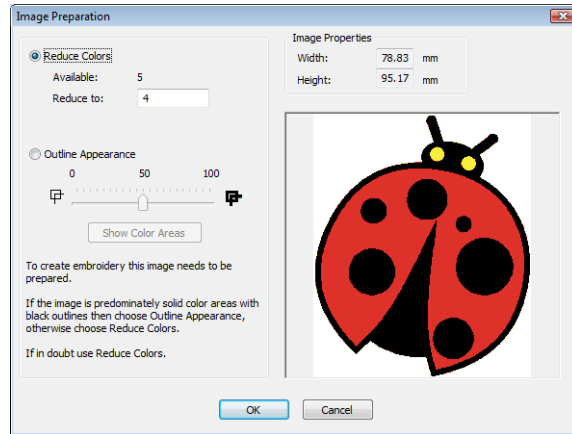 Image Preparation
Reduce Colors
Available: 5
Reduce to: 4
Outline Appearance
0 50 100
Show Color Areas
To create embroidery this image needs to be
prepared.
If the image is predominately solid color areas with
black outlines then choose Outline Appearance,
otherwise choose Reduce Colors.
If in doubt use Reduce Colors.
Image Properties
Width: 78.83 mm
Height: 95.17 mm
OK Cancel